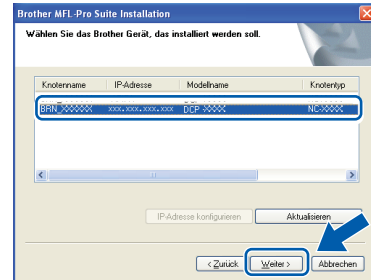 Brother MFL-Pro Suite Installation
Wählen Sie das Brother Gerät, das installiert werden soll.
Knotenname IP-Adresse Modellname Knotentyp
BRN_XXXXXX xxx.xxx.xxx.xxx DCP-XXXX NC-XXXX
IP-Adresse konfigurieren Aktualisieren
< Zurück Weiter > Abbrechen